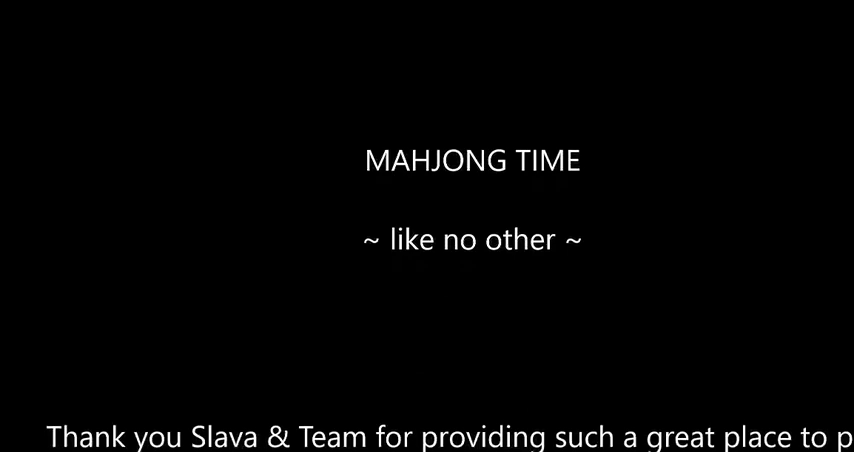 MAHJONG TIME
~ like no other ~
Thank you Slava & Team for providing such a great place to p